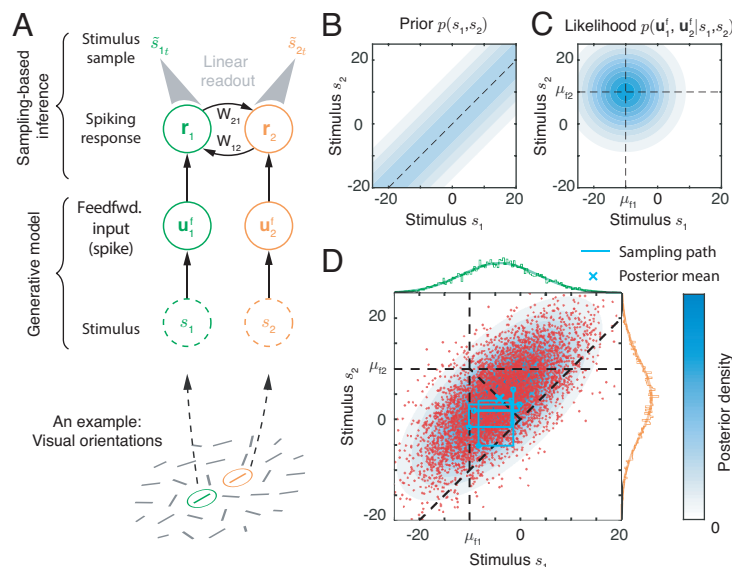 A
Sampling-based
inference
Generative model
Stimulus
sample
s̃1t
s̃2t
Linear
readout
Spiking
response
r1
W21
W12
r2
Feedfwd.
input
(spike)
u1f
u2f
Stimulus
s1
s2
An example:
Visual orientations
B
Prior p(s1,s2)
Stimulus s2
20
0
-20
-20
0
20
Stimulus s1
C
Likelihood p(u1f, u2f|s1,s2)
Stimulus s2
20
μf2
0
-20
-20
μf1
0
20
Stimulus s1
D
Sampling path
Posterior mean
Stimulus s2
20
μf2
0
-20
-20
μf1
0
20
Stimulus s1
Posterior density
0